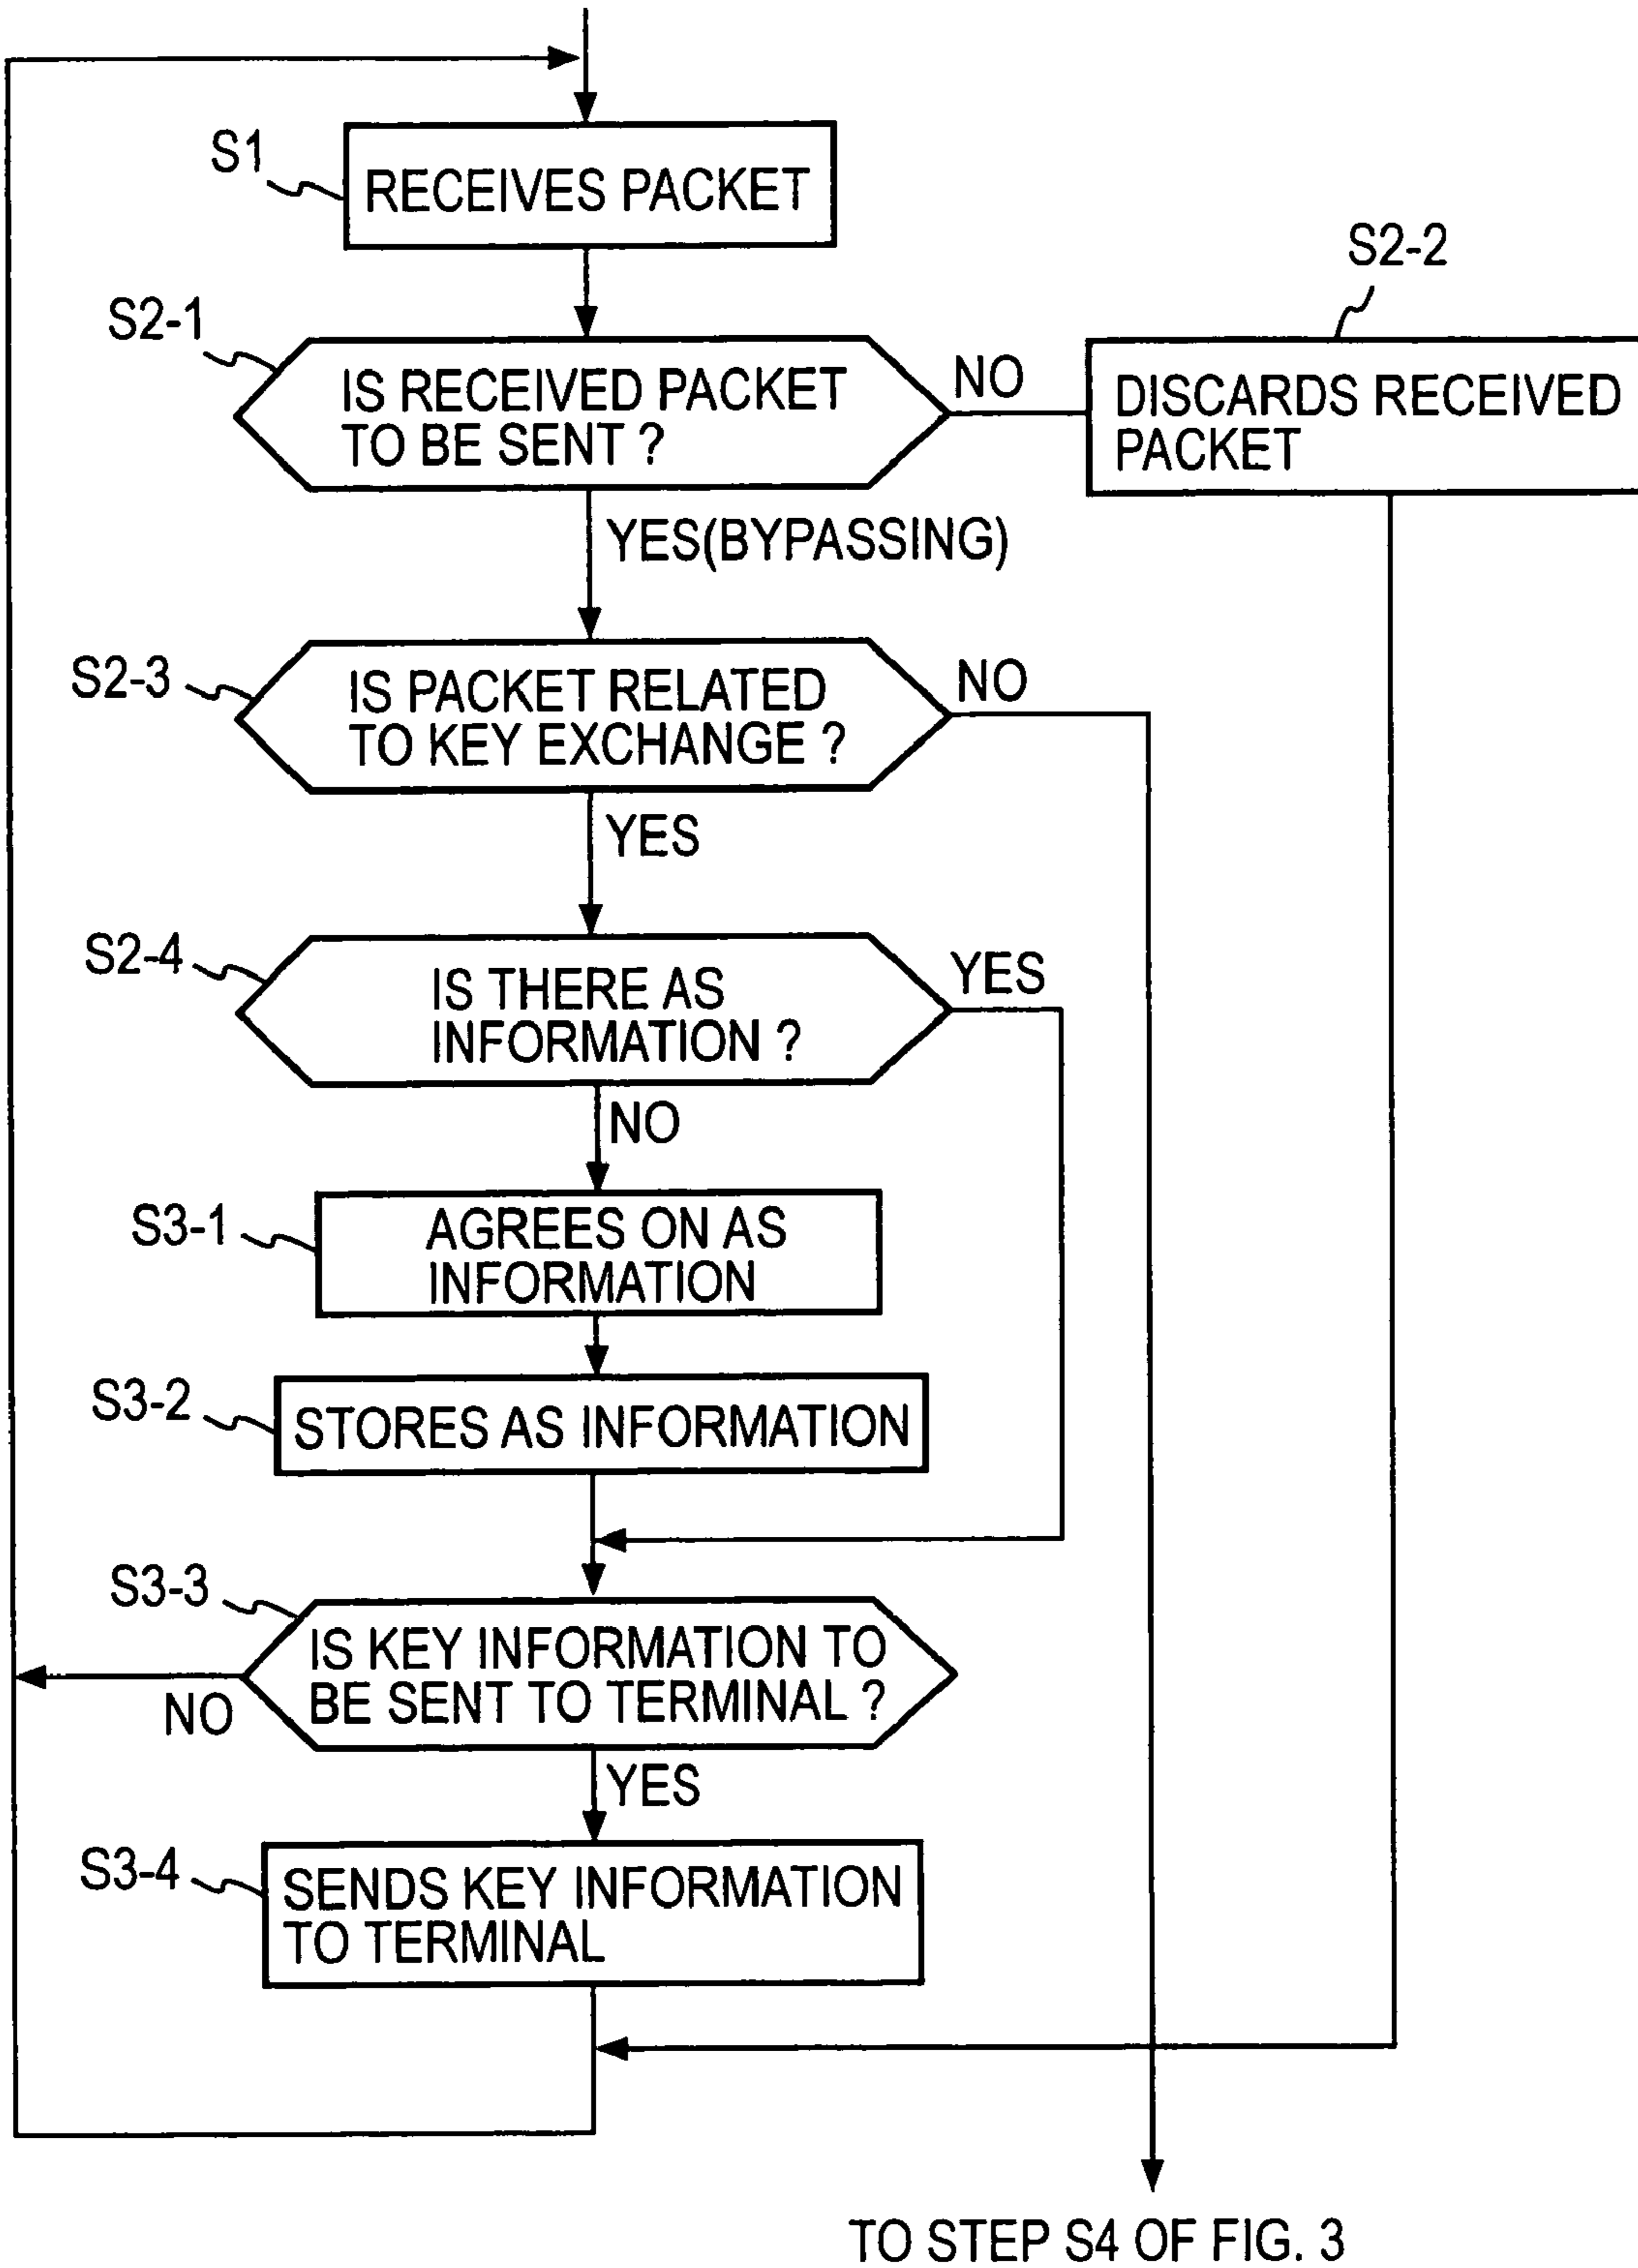 S1
RECEIVES PACKET
S2-1
IS RECEIVED PACKET
TO BE SENT ?
NO
S2-2
DISCARDS RECEIVED
PACKET
YES(BYPASSING)
S2-3
IS PACKET RELATED
TO KEY EXCHANGE ?
NO
YES
S2-4
IS THERE AS
INFORMATION ?
YES
NO
S3-1
AGREES ON AS
INFORMATION
S3-2
STORES AS INFORMATION
S3-3
IS KEY INFORMATION TO
BE SENT TO TERMINAL ?
NO
YES
S3-4
SENDS KEY INFORMATION
TO TERMINAL
TO STEP S4 OF FIG. 3